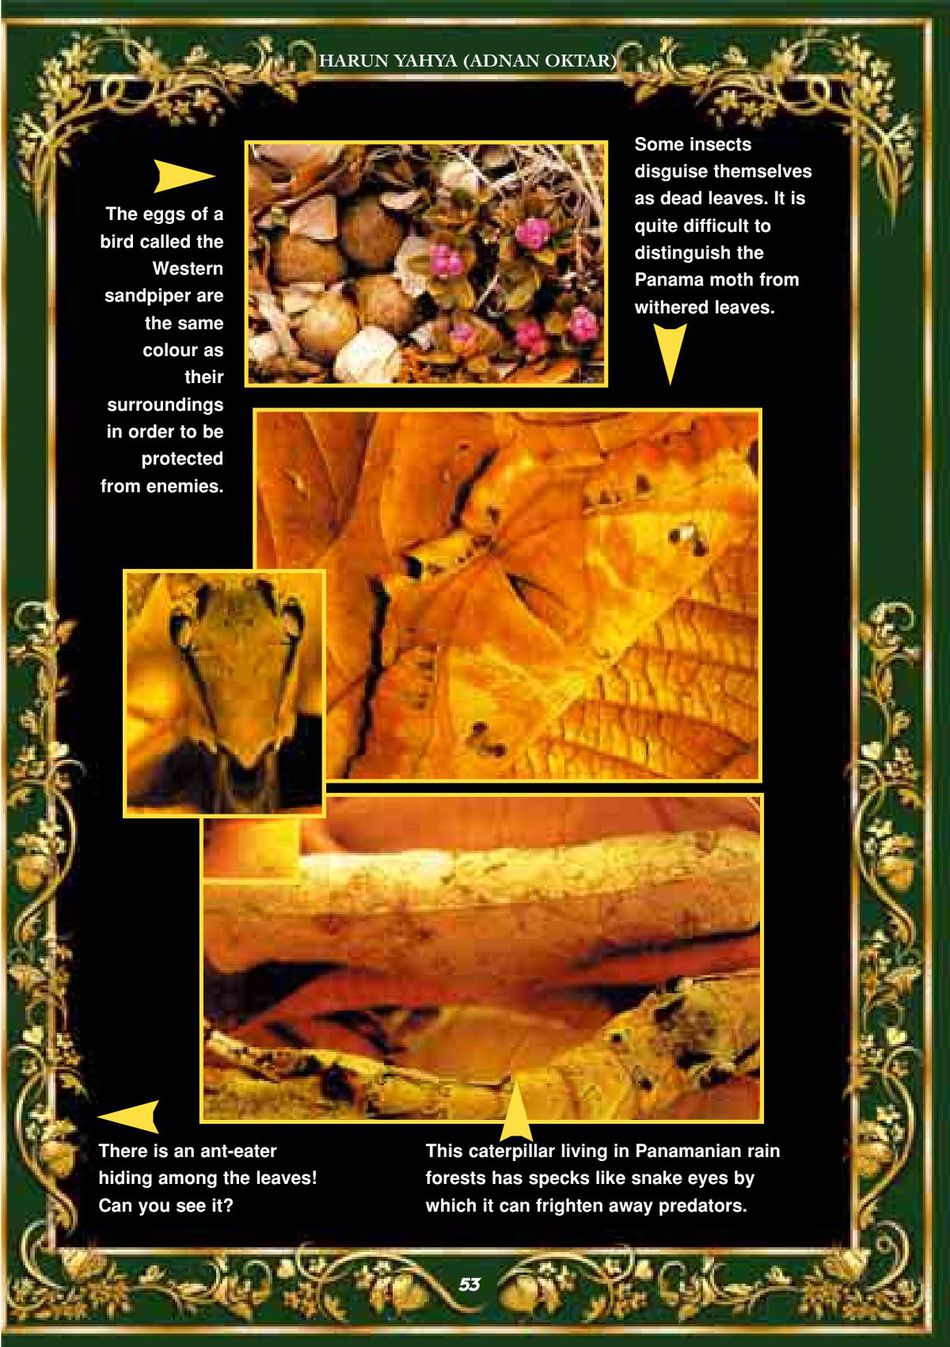 HARUN YAHYA (ADNAN OKTAR)
The eggs of a
bird called the
Western
sandpiper are
the same
colour as
their
surroundings
in order to be
protected
from enemies.
Some insects
disguise themselves
as dead leaves. It is
quite difficult to
distinguish the
Panama moth from
withered leaves.
There is an ant-eater
hiding among the leaves!
Can you see it?
This caterpillar living in Panamanian rain
forests has specks like snake eyes by
which it can frighten away predators.
53